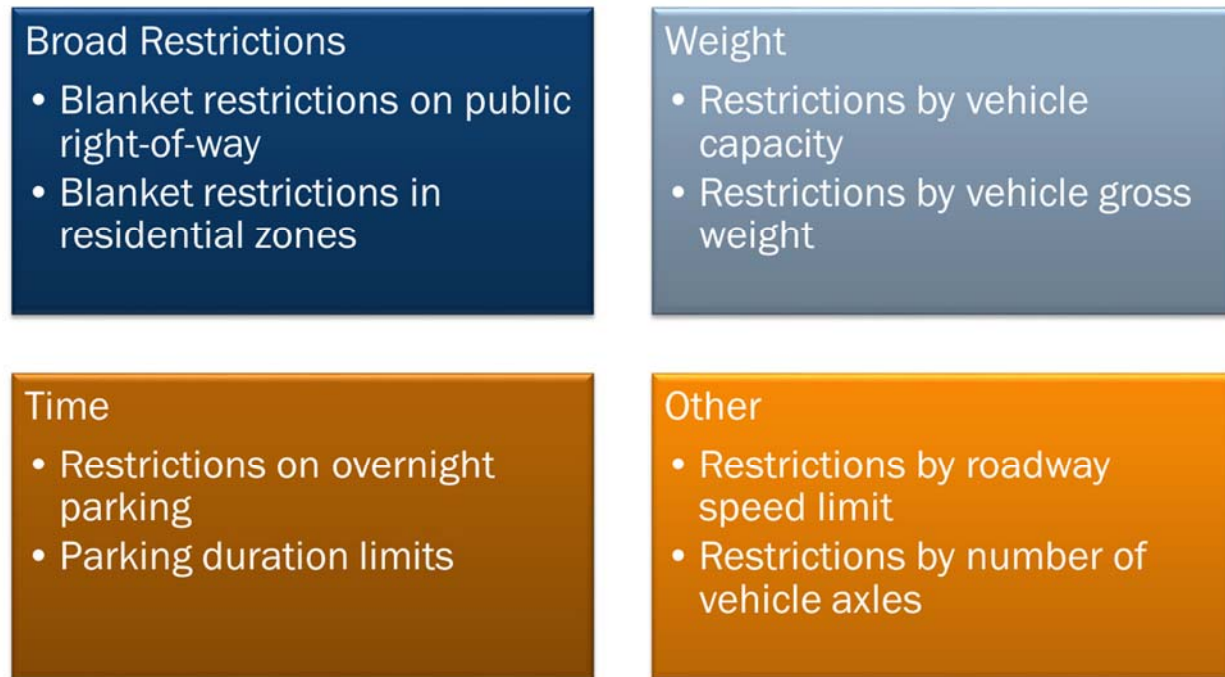 Broad Restrictions
• Blanket restrictions on public
right-of-way
• Blanket restrictions in
residential zones
Weight
• Restrictions by vehicle
capacity
• Restrictions by vehicle gross
weight
Time
• Restrictions on overnight
parking
• Parking duration limits
Other
• Restrictions by roadway
speed limit
• Restrictions by number of
vehicle axles